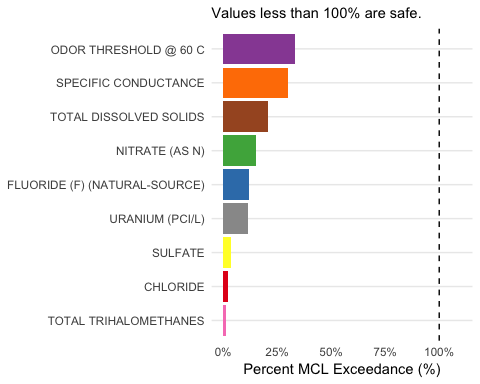 Values less than 100% are safe.
ODOR THRESHOLD @ 60 C
SPECIFIC CONDUCTANCE
TOTAL DISSOLVED SOLIDS
NITRATE (AS N)
FLUORIDE (F) (NATURAL-SOURCE)
URANIUM (PCI/L)
SULFATE
CHLORIDE
TOTAL TRIHALOMETHANES
0% 25% 50% 75% 100%
Percent MCL Exceedance (%)